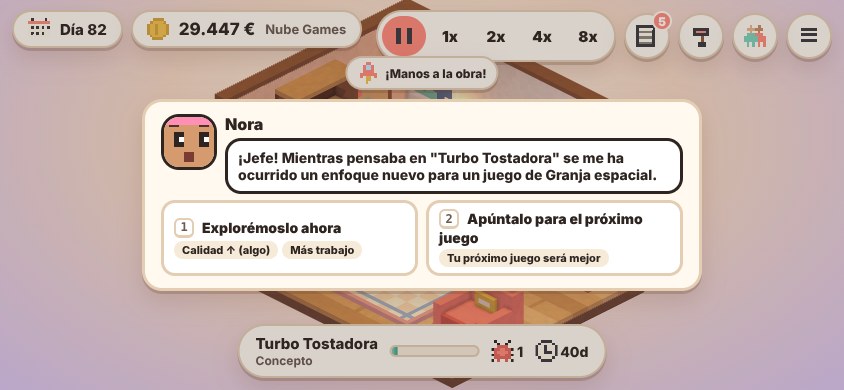 Día 82
29.447 € Nube Games
1x 2x 4x 8x
5
¡Manos a la obra!
Nora
¡Jefe! Mientras pensaba en "Turbo Tostadora" se me ha
ocurrido un enfoque nuevo para un juego de Granja espacial.
1 Explorémoslo ahora
Calidad ↑ (algo) Más trabajo
2 Apúntalo para el próximo
juego
Tu próximo juego será mejor
Turbo Tostadora
Concepto
1 40d